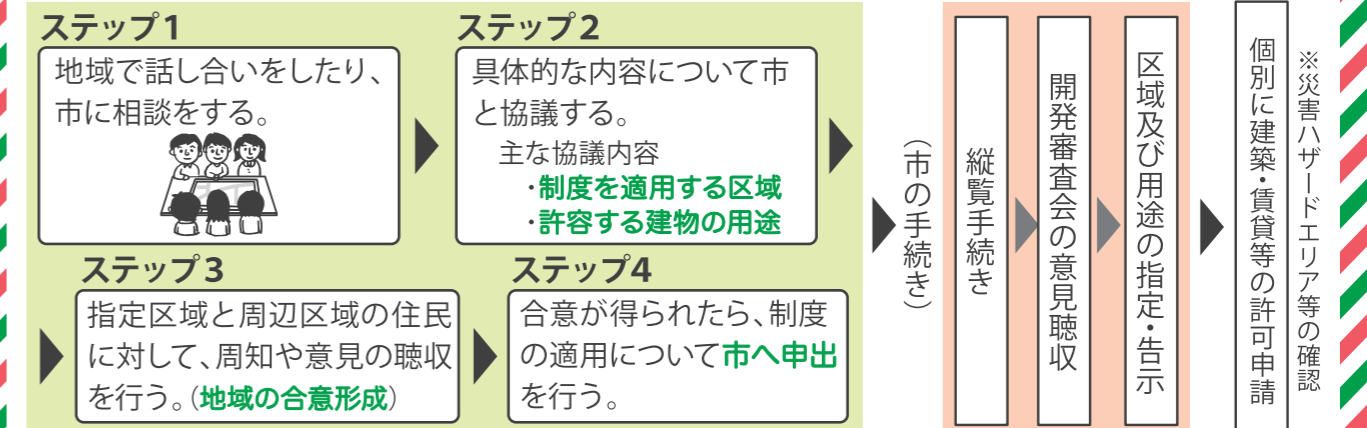 ステップ1
地域で話し合いをしたり、
市に相談をする。
ステップ2
具体的な内容について市
と協議する。
主な協議内容
・制度を適用する区域
・許容する建物の用途
ステップ3
指定区域と周辺区域の住民
に対して、周知や意見の聴収
を行う。（地域の合意形成）
ステップ4
合意が得られたら、制度
の適用について市へ申出
を行う。
（市の手続き）
縦覧手続き
開発審査会の意見聴収
区域及び用途の指定・告示
個別に建築・賃貸等の許可申請
※災害ハザードエリア等の確認